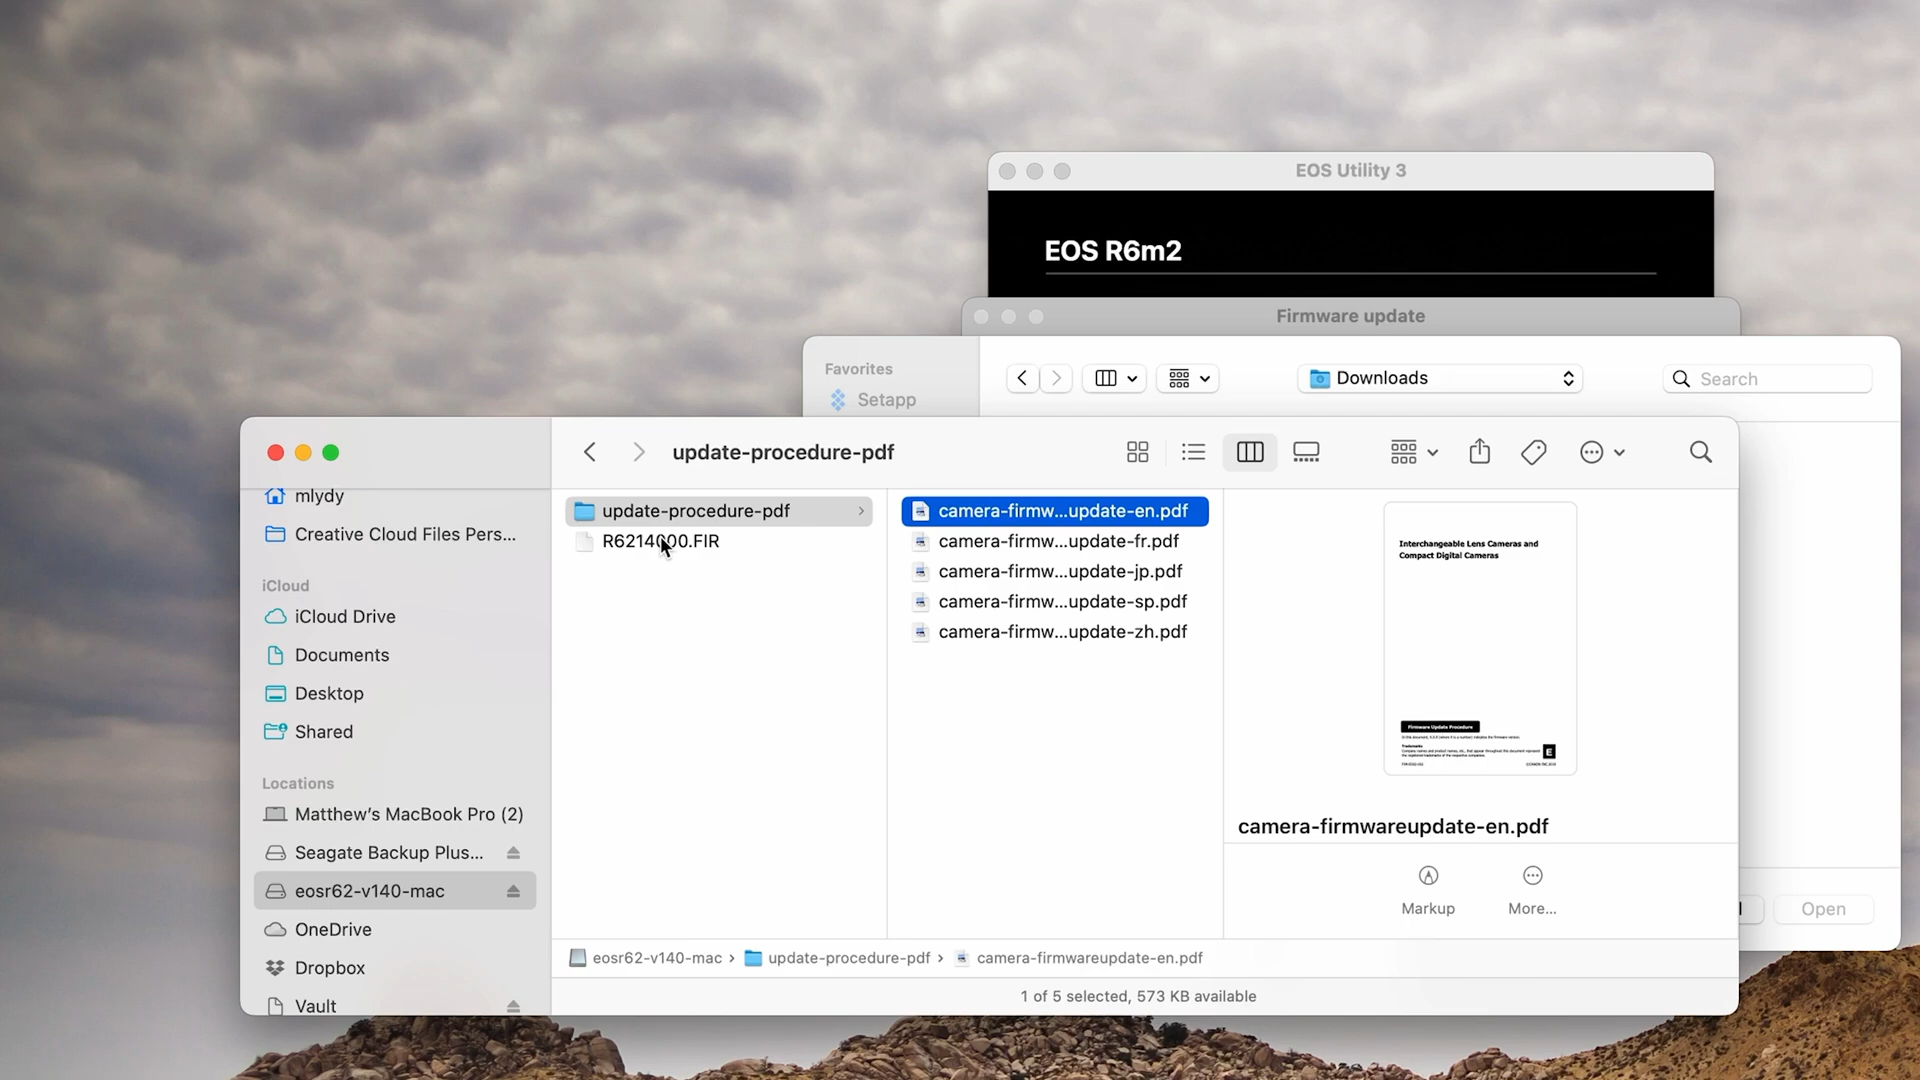 EOS Utility 3
EOS R6m2
Firmware update
Favorites
Setapp
Downloads
Search
update-procedure-pdf
mlydy
Creative Cloud Files Pers...
iCloud
iCloud Drive
Documents
Desktop
Shared
Locations
Matthew's MacBook Pro (2)
Seagate Backup Plus...
eosr62-v140-mac
OneDrive
Dropbox
Vault
update-procedure-pdf
R6214000.FIR
camera-firmw...update-en.pdf
camera-firmw...update-fr.pdf
camera-firmw...update-jp.pdf
camera-firmw...update-sp.pdf
camera-firmw...update-zh.pdf
Interchangeable Lens Cameras and
Compact Digital Cameras
Firmware Update Procedure
E
camera-firmwareupdate-en.pdf
Markup
More...
Open
eosr62-v140-mac > update-procedure-pdf > camera-firmwareupdate-en.pdf
1 of 5 selected, 573 KB available